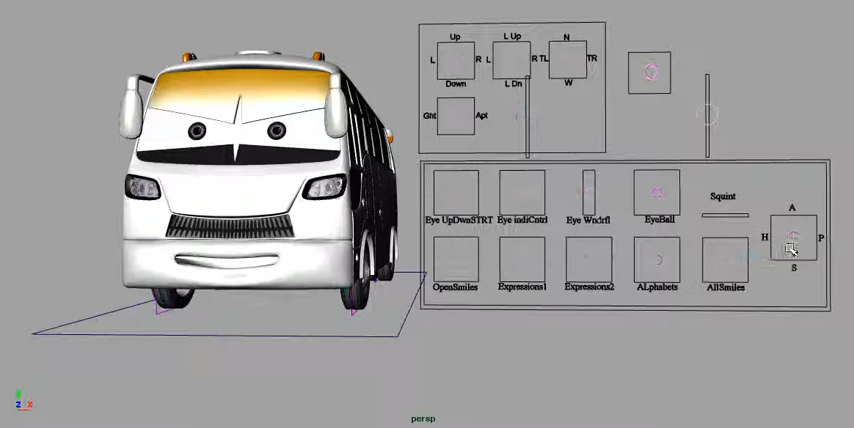 Up L Up N
L R L R TL TR
Down L Dn W
Ght Apt
Squint
A
Eye UpDwnSTRT Eye indiCntrl Eye Wndrfl EyeBall
H P
S
OpenSmiles Expressions1 Expressions2 ALphabets AllSmiles
z x
persp